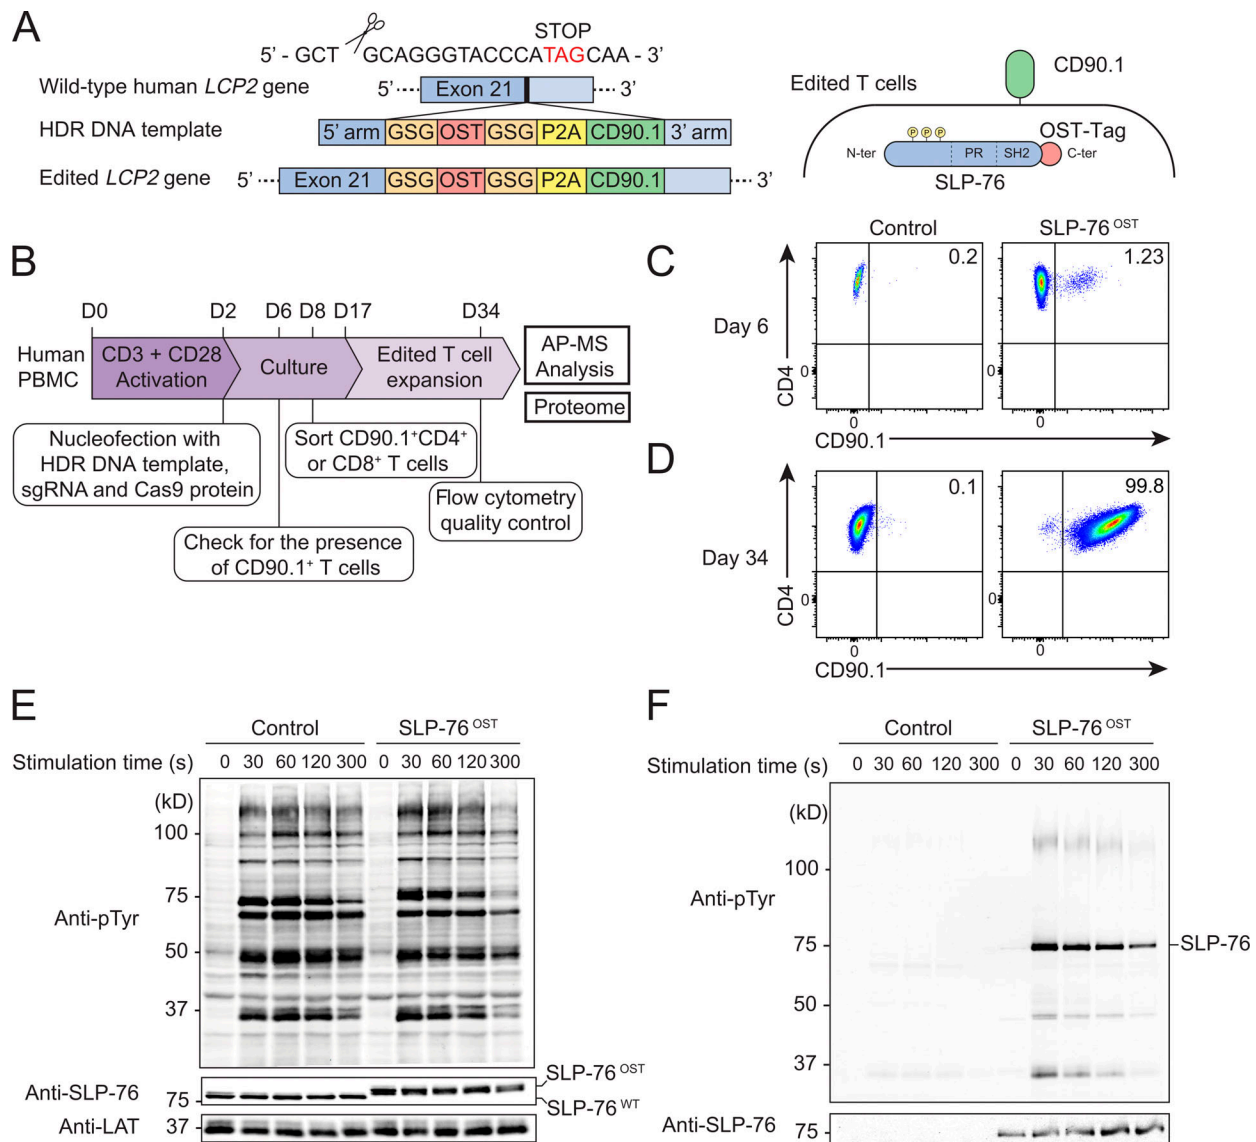 A
STOP
5’ - GCT GCAGGGTACCCATAGCAA - 3’
Wild-type human LCP2 gene
5’ Exon 21 3’
HDR DNA template
5’ arm GSG OST GSG P2A CD90.1 3’ arm
Edited LCP2 gene
5’ Exon 21 GSG OST GSG P2A CD90.1 3’
Edited T cells
CD90.1
P P P
OST-Tag
N-ter PR SH2 C-ter
SLP-76
B
D0 D2 D6 D8 D17 D34
Human
PBMC
CD3 + CD28
Activation
Culture
Edited T cell
expansion
AP-MS
Analysis
Proteome
Nucleofection with
HDR DNA template,
sgRNA and Cas9 protein
Sort CD90.1+CD4+
or CD8+ T cells
Check for the presence
of CD90.1+ T cells
Flow cytometry
quality control
C
Control SLP-76 OST
Day 6
0.2 1.23
CD4
0 0
0 0
CD90.1
D
Day 34
0.1 99.8
CD4
0 0
0 0
CD90.1
E
Control SLP-76 OST
Stimulation time (s) 0 30 60 120 300 0 30 60 120 300
(kD)
100
Anti-pTyr
75
50
37
Anti-SLP-76
75
SLP-76 OST
SLP-76 WT
Anti-LAT 37
F
Control SLP-76 OST
Stimulation time (s) 0 30 60 120 300 0 30 60 120 300
(kD)
100
Anti-pTyr
75
SLP-76
50
37
Anti-SLP-76 75